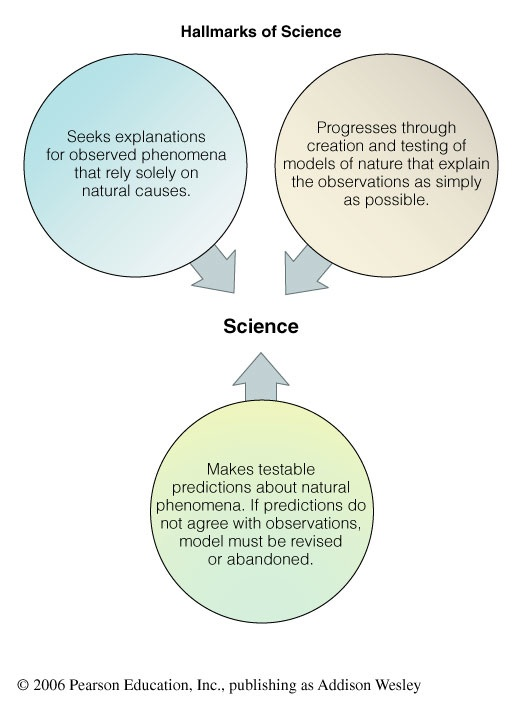 Hallmarks of Science
Seeks explanations
for observed phenomena
that rely solely on
natural causes.
Progresses through
creation and testing of
models of nature that explain
the observations as simply
as possible.
Science
Makes testable
predictions about natural
phenomena. If predictions do
not agree with observations,
model must be revised
or abandoned.
© 2006 Pearson Education, Inc., publishing as Addison Wesley